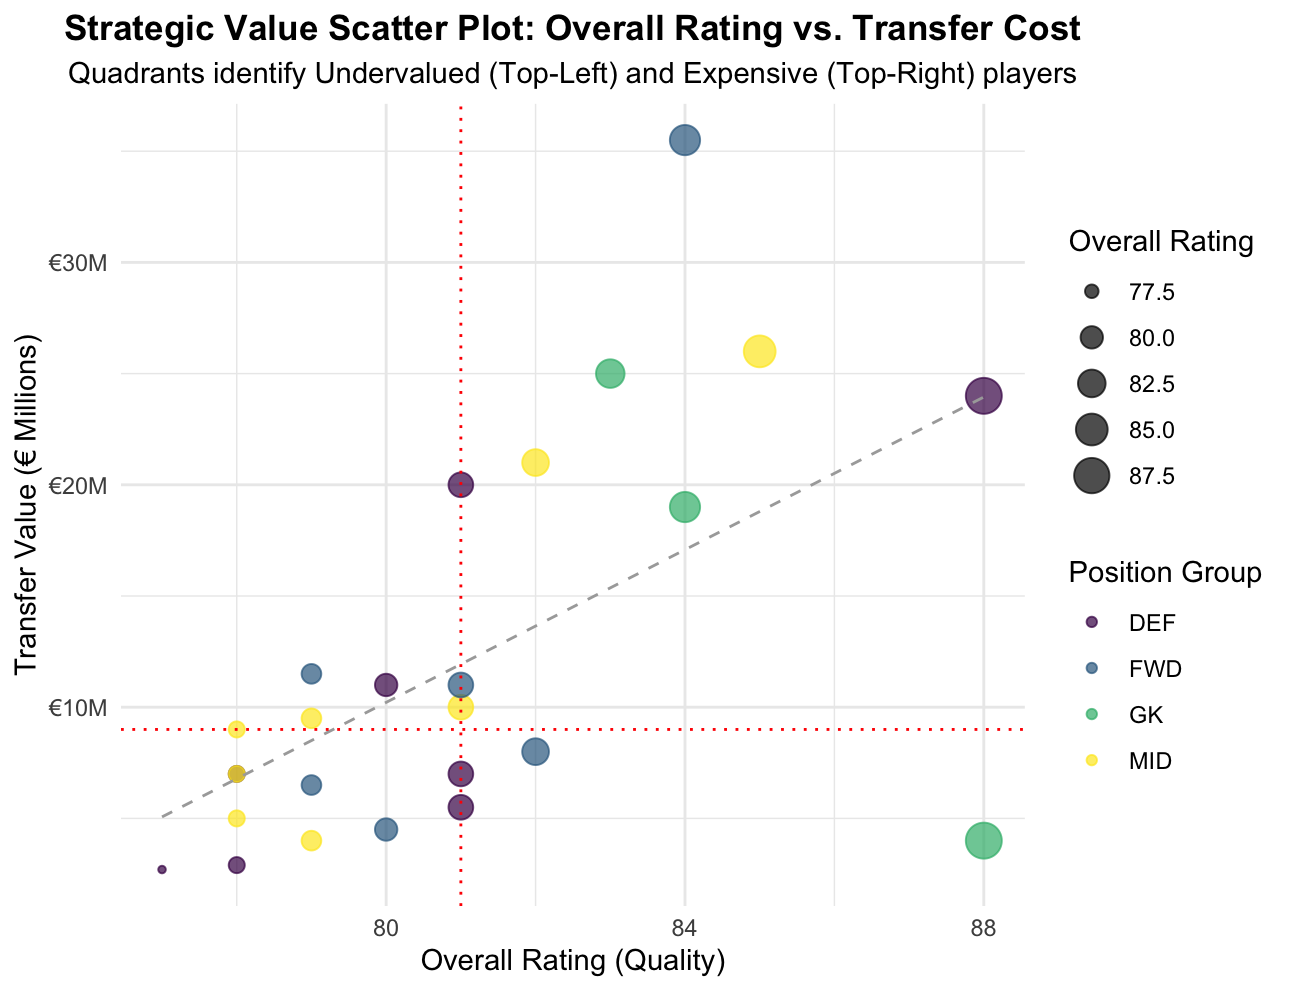 Strategic Value Scatter Plot: Overall Rating vs. Transfer Cost
Quadrants identify Undervalued (Top-Left) and Expensive (Top-Right) players
Transfer Value (€ Millions)
€30M
€20M
€10M
80
84
88
Overall Rating (Quality)
Overall Rating
77.5
80.0
82.5
85.0
87.5
Position Group
DEF
FWD
GK
MID